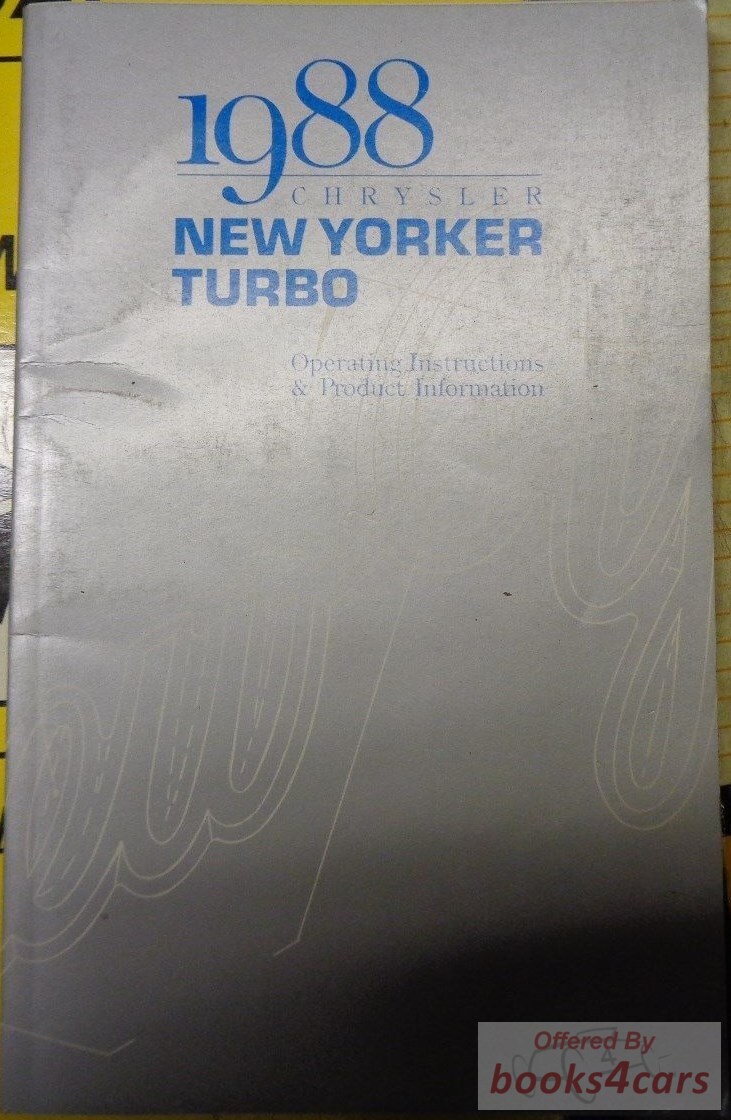 1988
CHRYSLER
NEW YORKER
TURBO
Operating Instructions
& Product Information
Offered By
books4cars